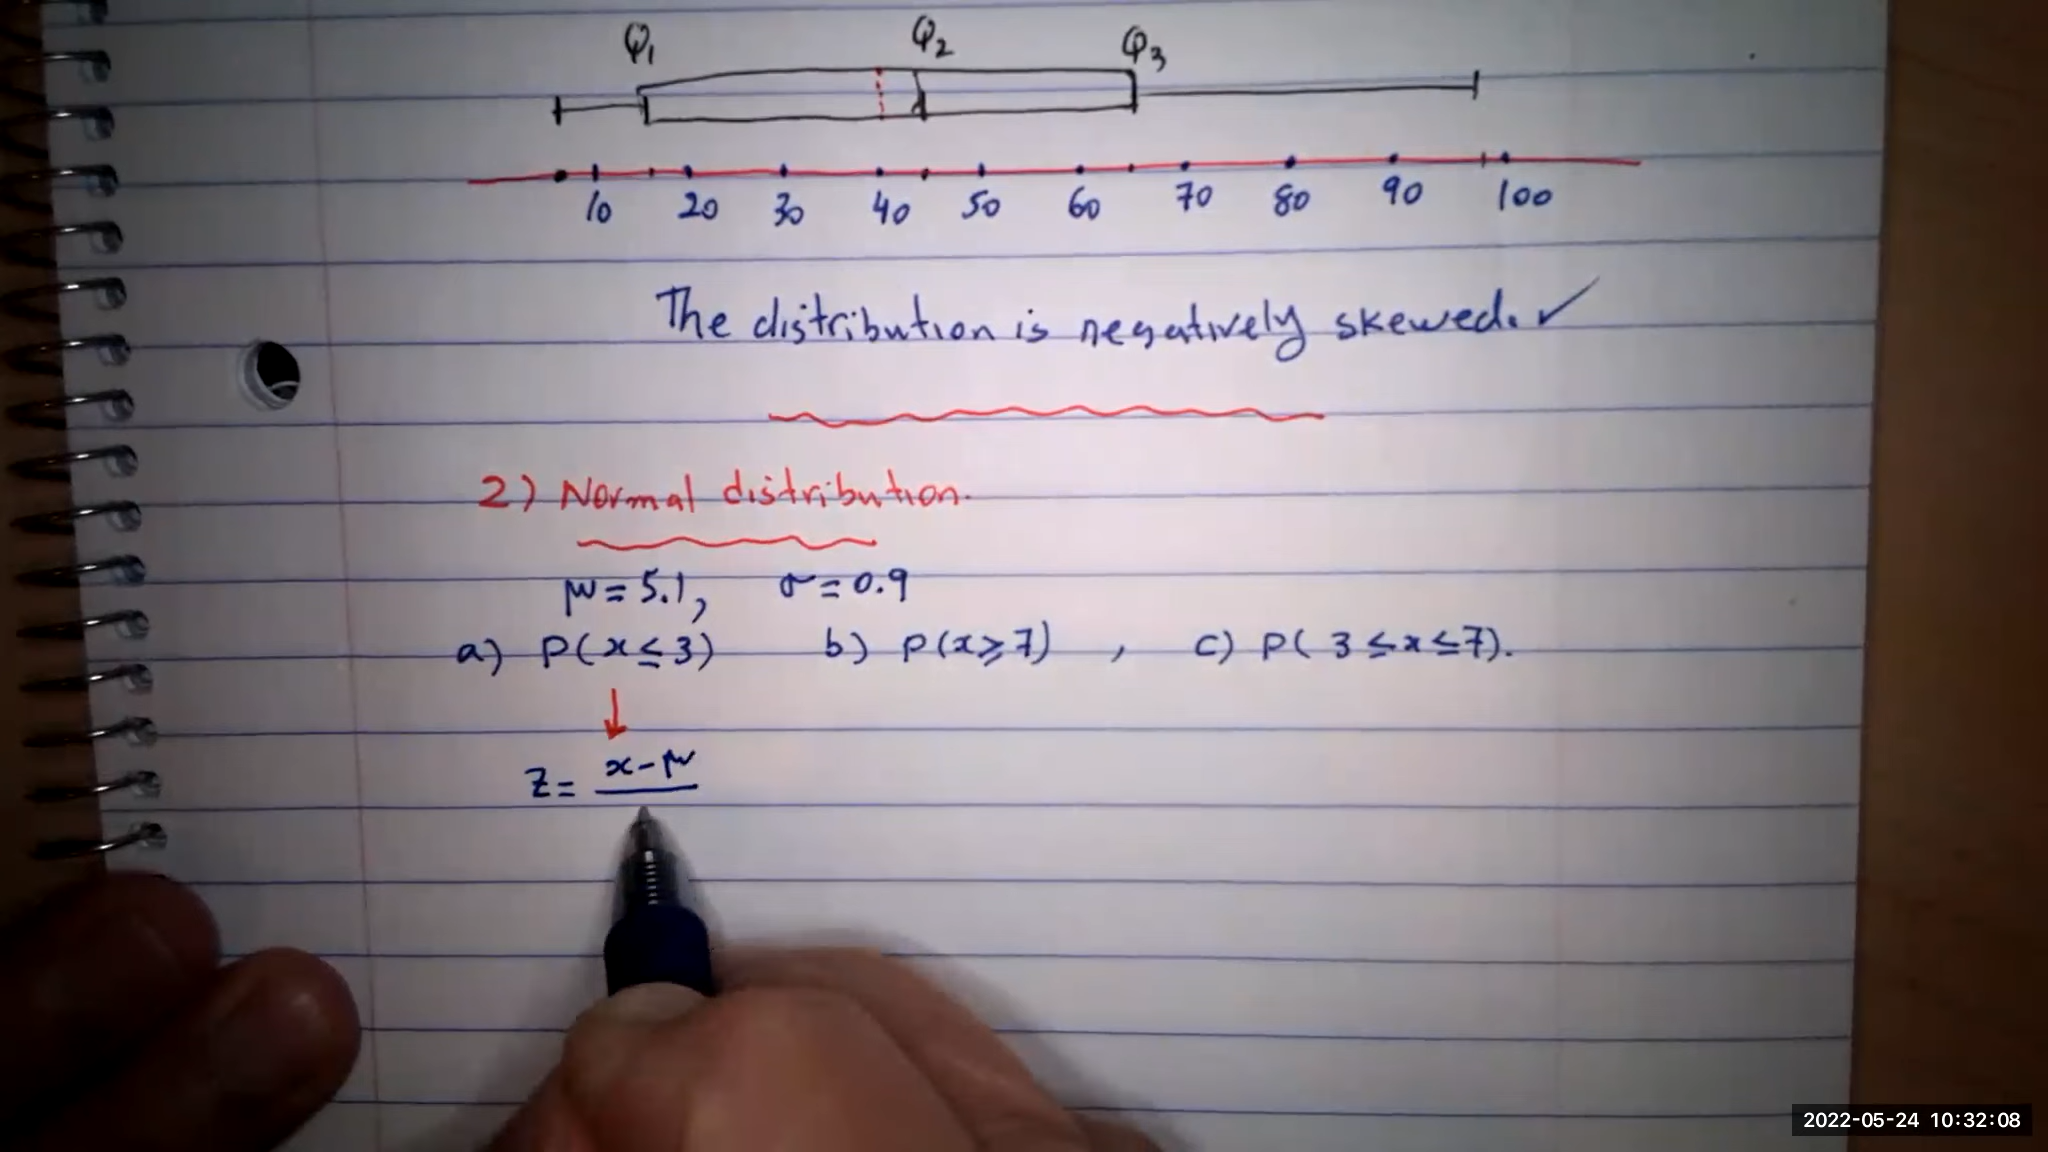 Q₁ Q₂ Q₃
10 20 30 40 50 60 70 80 90 100
The distribution is negatively skewed. ✓
2) Normal distribution.
μ = 5.1, σ = 0.9
a) P(x ≤ 3) b) P(x ≥ 7) , c) P( 3 ≤ x ≤ 7).
z = x - μ
2022-05-24 10:32:08